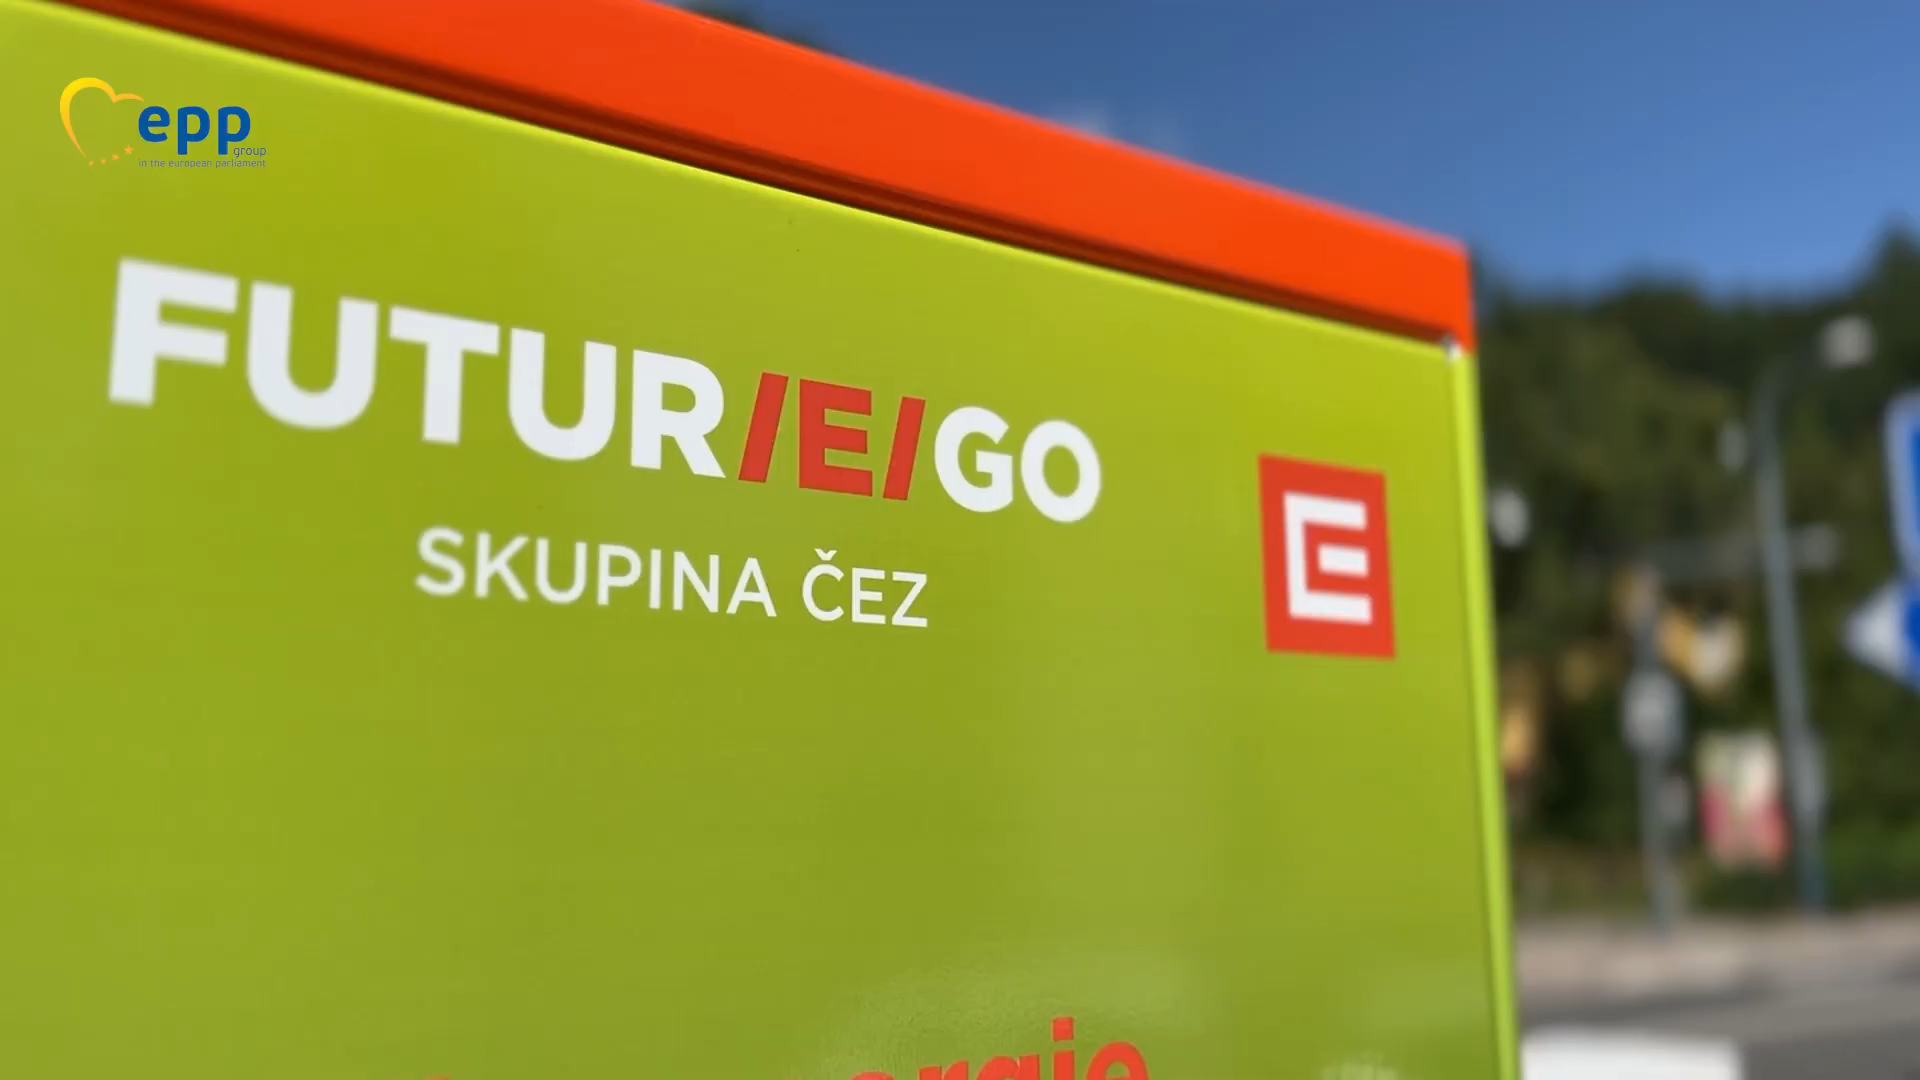 epp
group
in the european parliament
FUTUR/E/GO
SKUPINA ČEZ